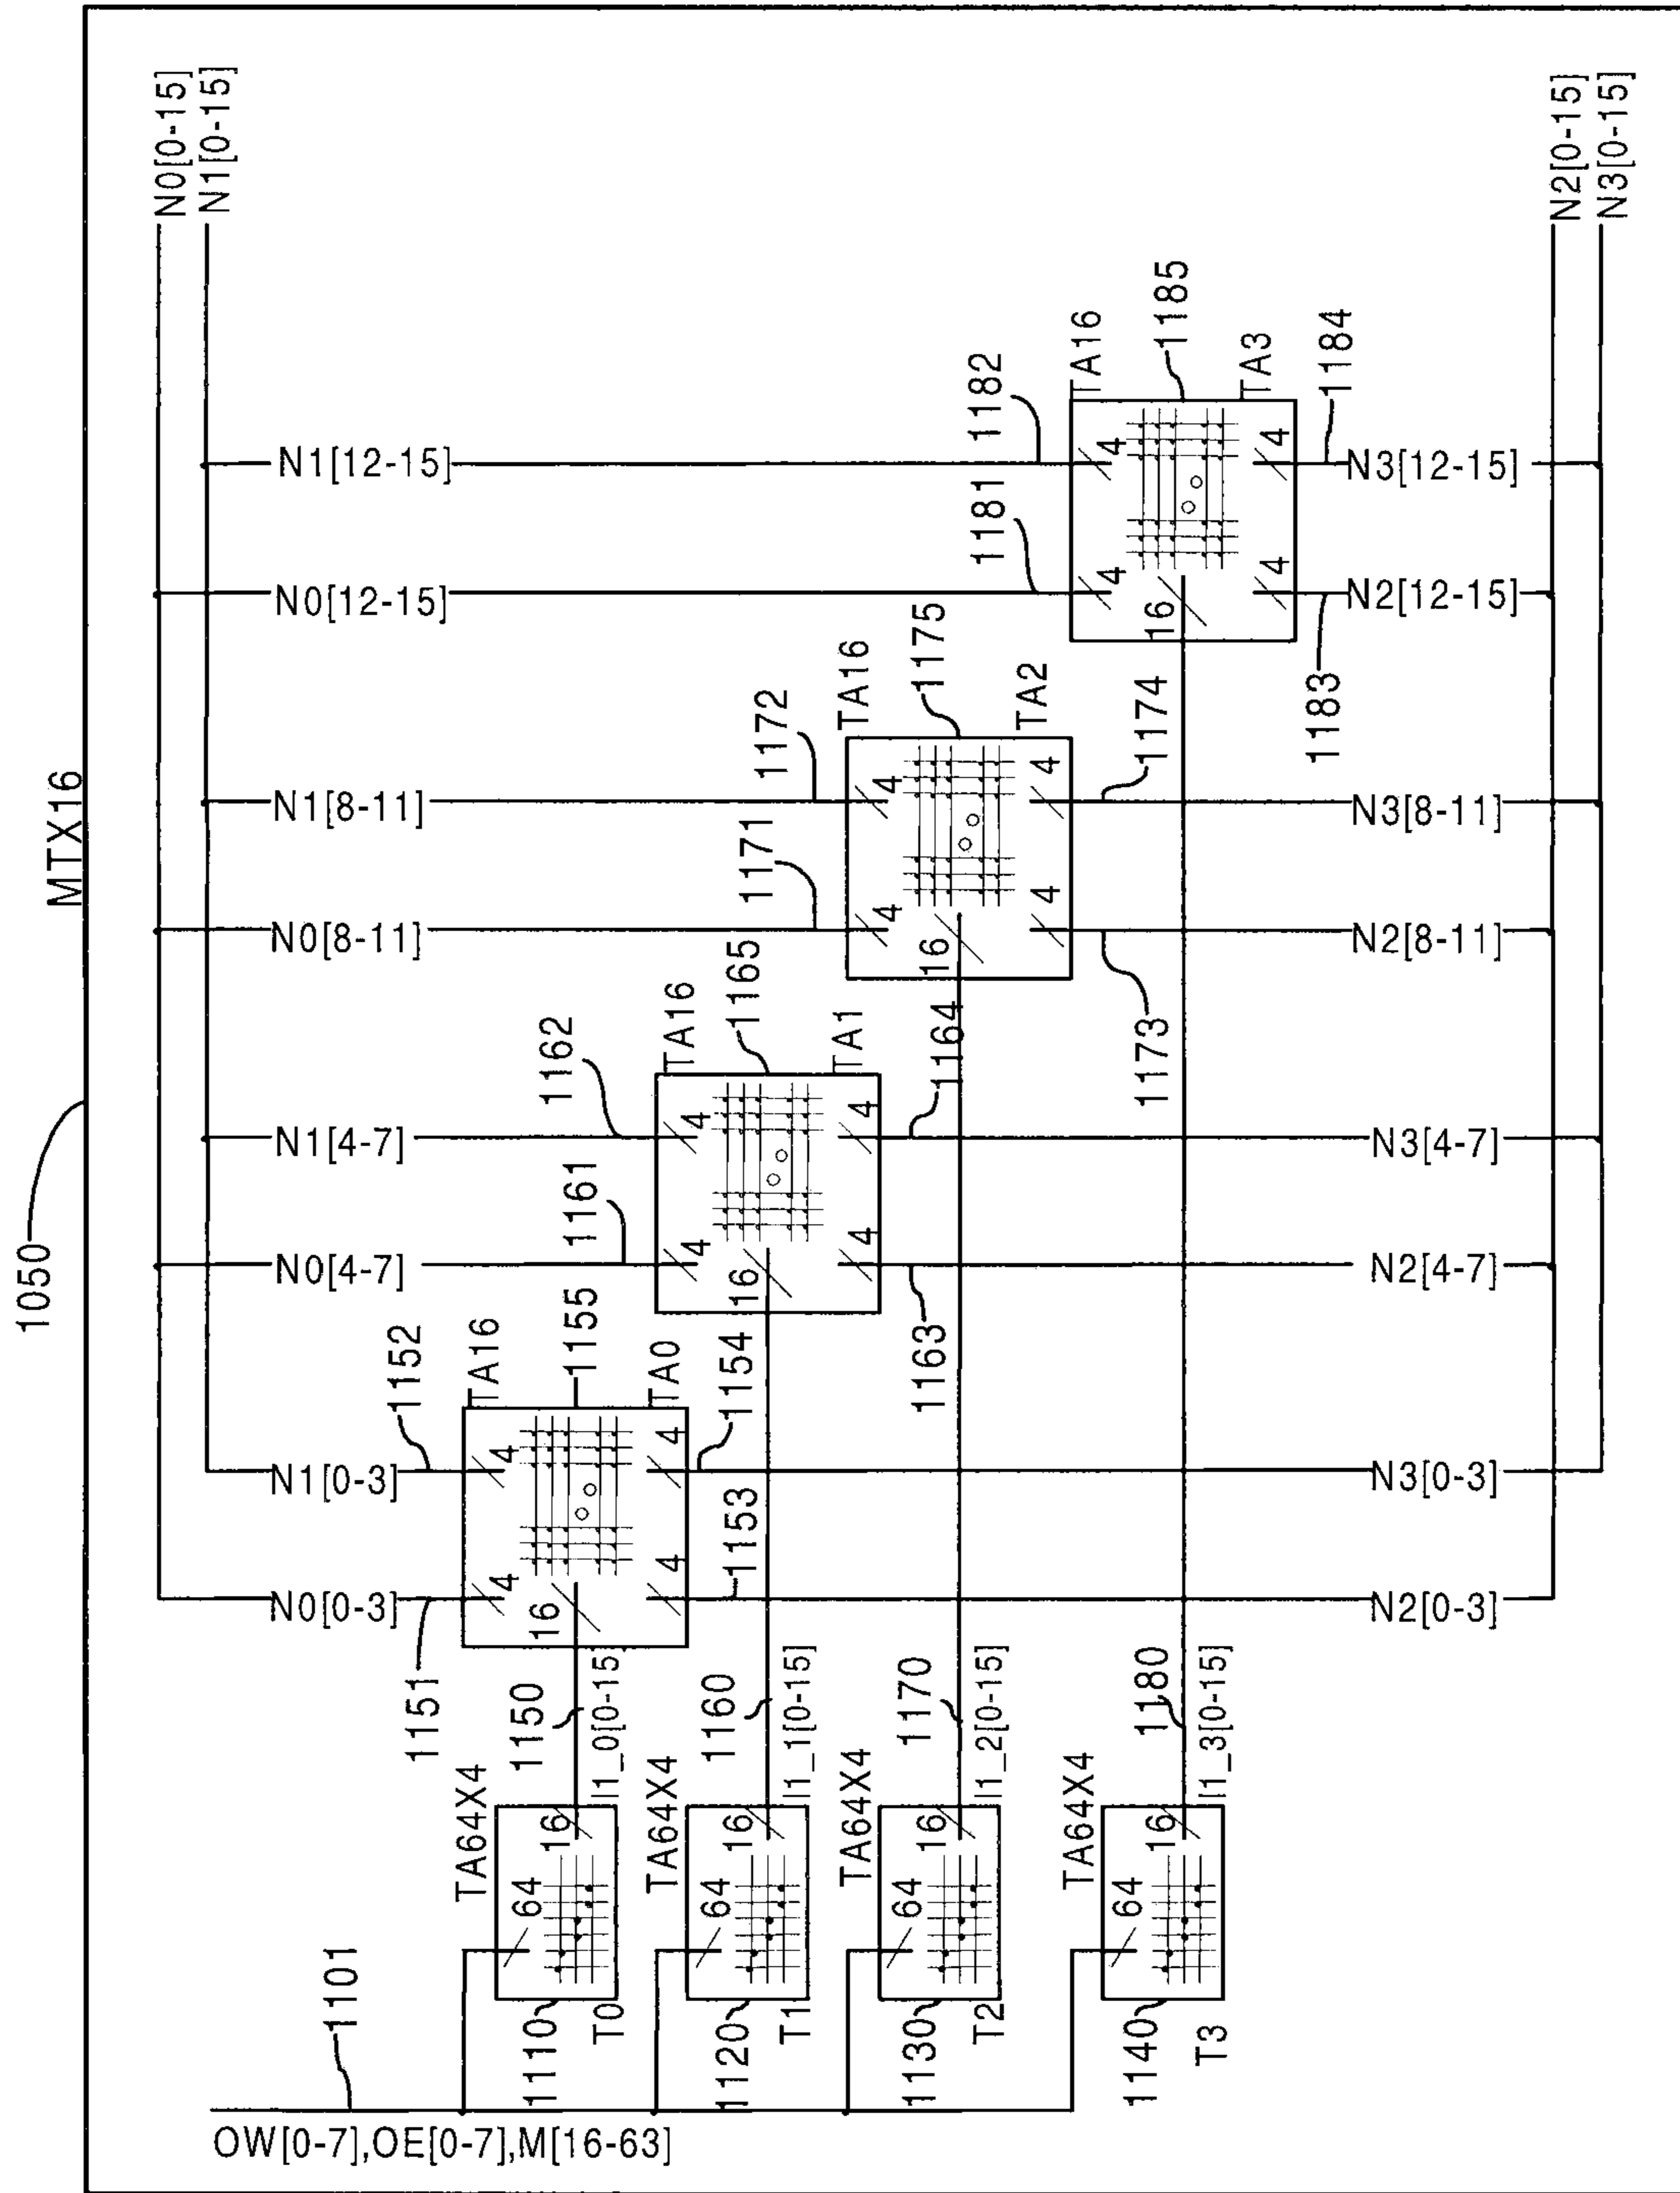 1050
MTX16
N0[0-15]
N1[0-15]
N1[0-3]
N1[4-7]
N1[8-11]
N1[12-15]
N0[0-3]
N0[4-7]
N0[8-11]
N0[12-15]
1182
1181
TA16
1185
4
4
16
4
4
TA3
1184
N3[12-15]
N2[12-15]
1183
N2[0-15]
N3[0-15]
1172
1171
TA16
1175
4
4
16
4
4
TA2
1174
1173
N3[8-11]
N2[8-11]
1162
1161
TA16
1165
4
4
16
4
4
TA1
1164
1163
N3[4-7]
N2[4-7]
1152
1151
TA16
1155
4
4
16
4
4
TA0
1154
1153
N3[0-3]
N2[0-3]
TA64X4
1150
I1_0[0-15]
64
16
1110
T0
TA64X4
1160
I1_1[0-15]
64
16
1120
T1
TA64X4
1170
I1_2[0-15]
64
16
1130
T2
TA64X4
1180
I1_3[0-15]
64
16
1140
T3
1101
OW[0-7],OE[0-7],M[16-63]